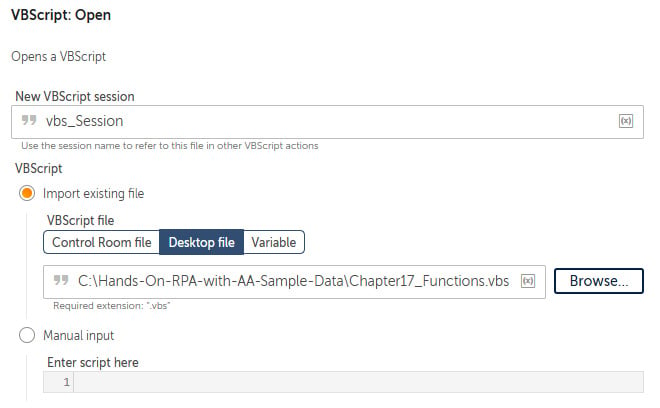 VBScript: Open
Opens a VBScript
New VBScript session
vbs_Session
(x)
Use the session name to refer to this file in other VBScript actions
VBScript
Import existing file
VBScript file
Control Room file Desktop file Variable
C:\Hands-On-RPA-with-AA-Sample-Data\Chapter17_Functions.vbs (x) Browse...
Required extension: ".vbs"
Manual input
Enter script here
1